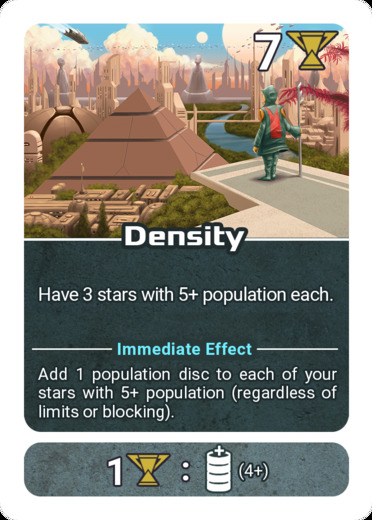 7
Density
Have 3 stars with 5+ population each.
Immediate Effect
Add 1 population disc to each of your
stars with 5+ population (regardless of
limits or blocking).
1 : (4+)